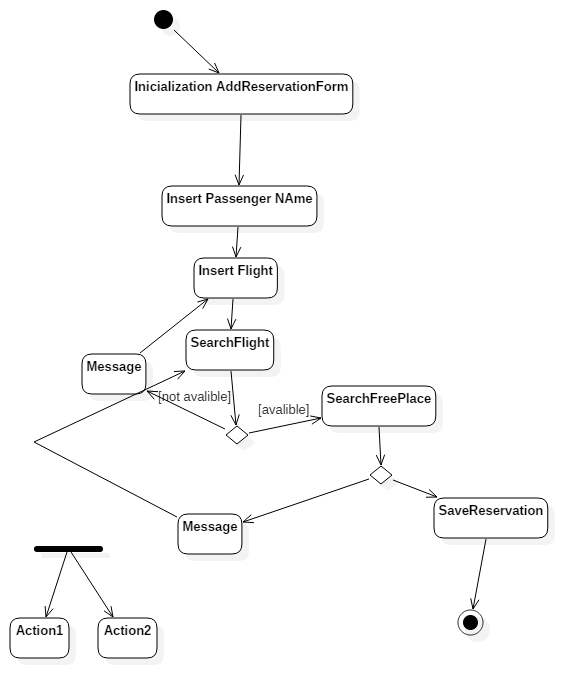 Inicialization AddReservationForm
Insert Passenger NAme
Insert Flight
SearchFlight
Message
[not avalible]
[avalible]
SearchFreePlace
SaveReservation
Message
Action1
Action2